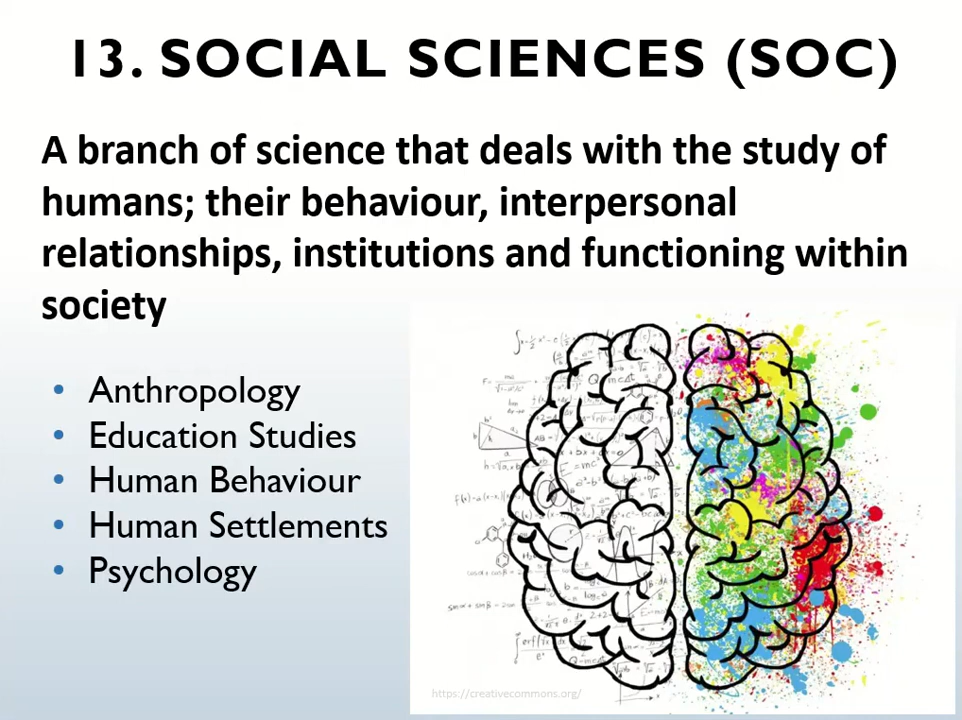 13. SOCIAL SCIENCES (SOC)
A branch of science that deals with the study of
humans; their behaviour, interpersonal
relationships, institutions and functioning within
society
• Anthropology
• Education Studies
• Human Behaviour
• Human Settlements
• Psychology
https://creativecommons.org/